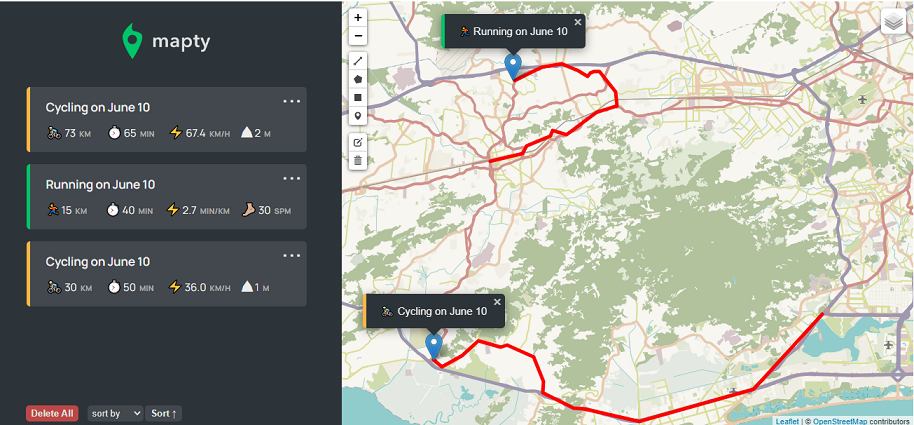 mapty
Cycling on June 10
73 KM 65 MIN 67.4 KM/H 2 M
Running on June 10
15 KM 40 MIN 2.7 MIN/KM 30 SPM
Cycling on June 10
30 KM 50 MIN 36.0 KM/H 1 M
Delete All sort by Sort ↑
+
−
Running on June 10 ×
Cycling on June 10 ×
Leaflet | © OpenStreetMap contributors